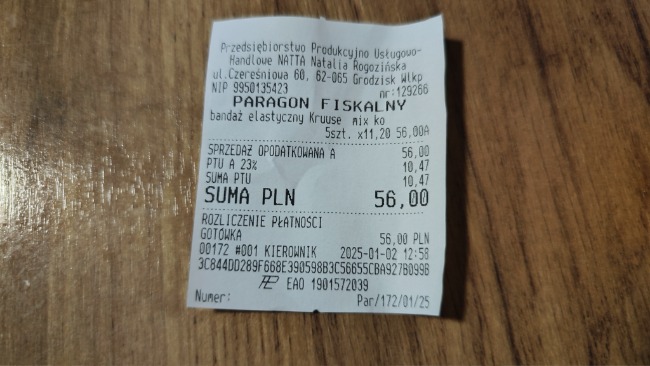 Przedsiębiorstwo Produkcyjno Usługowo-
Handlowe NATTA Natalia Rogozińska
ul.Czereśniowa 60, 62-065 Grodzisk Wlkp
NIP 9950135423 nr:129266
PARAGON FISKALNY
bandaż elastyczny Kruuse mix ko
5szt. x11,20 56,00A
SPRZEDAŻ OPODATKOWANA A 56,00
PTU A 23% 10,47
SUMA PTU 10,47
SUMA PLN 56,00
ROZLICZENIE PŁATNOŚCI
GOTÓWKA 56,00 PLN
00172 #001 KIEROWNIK 2025-01-02 12:58
3C844DD289F668E390598B3C56655CBA927B099B
EAO 1901572039
Numer: Par/172/01/25